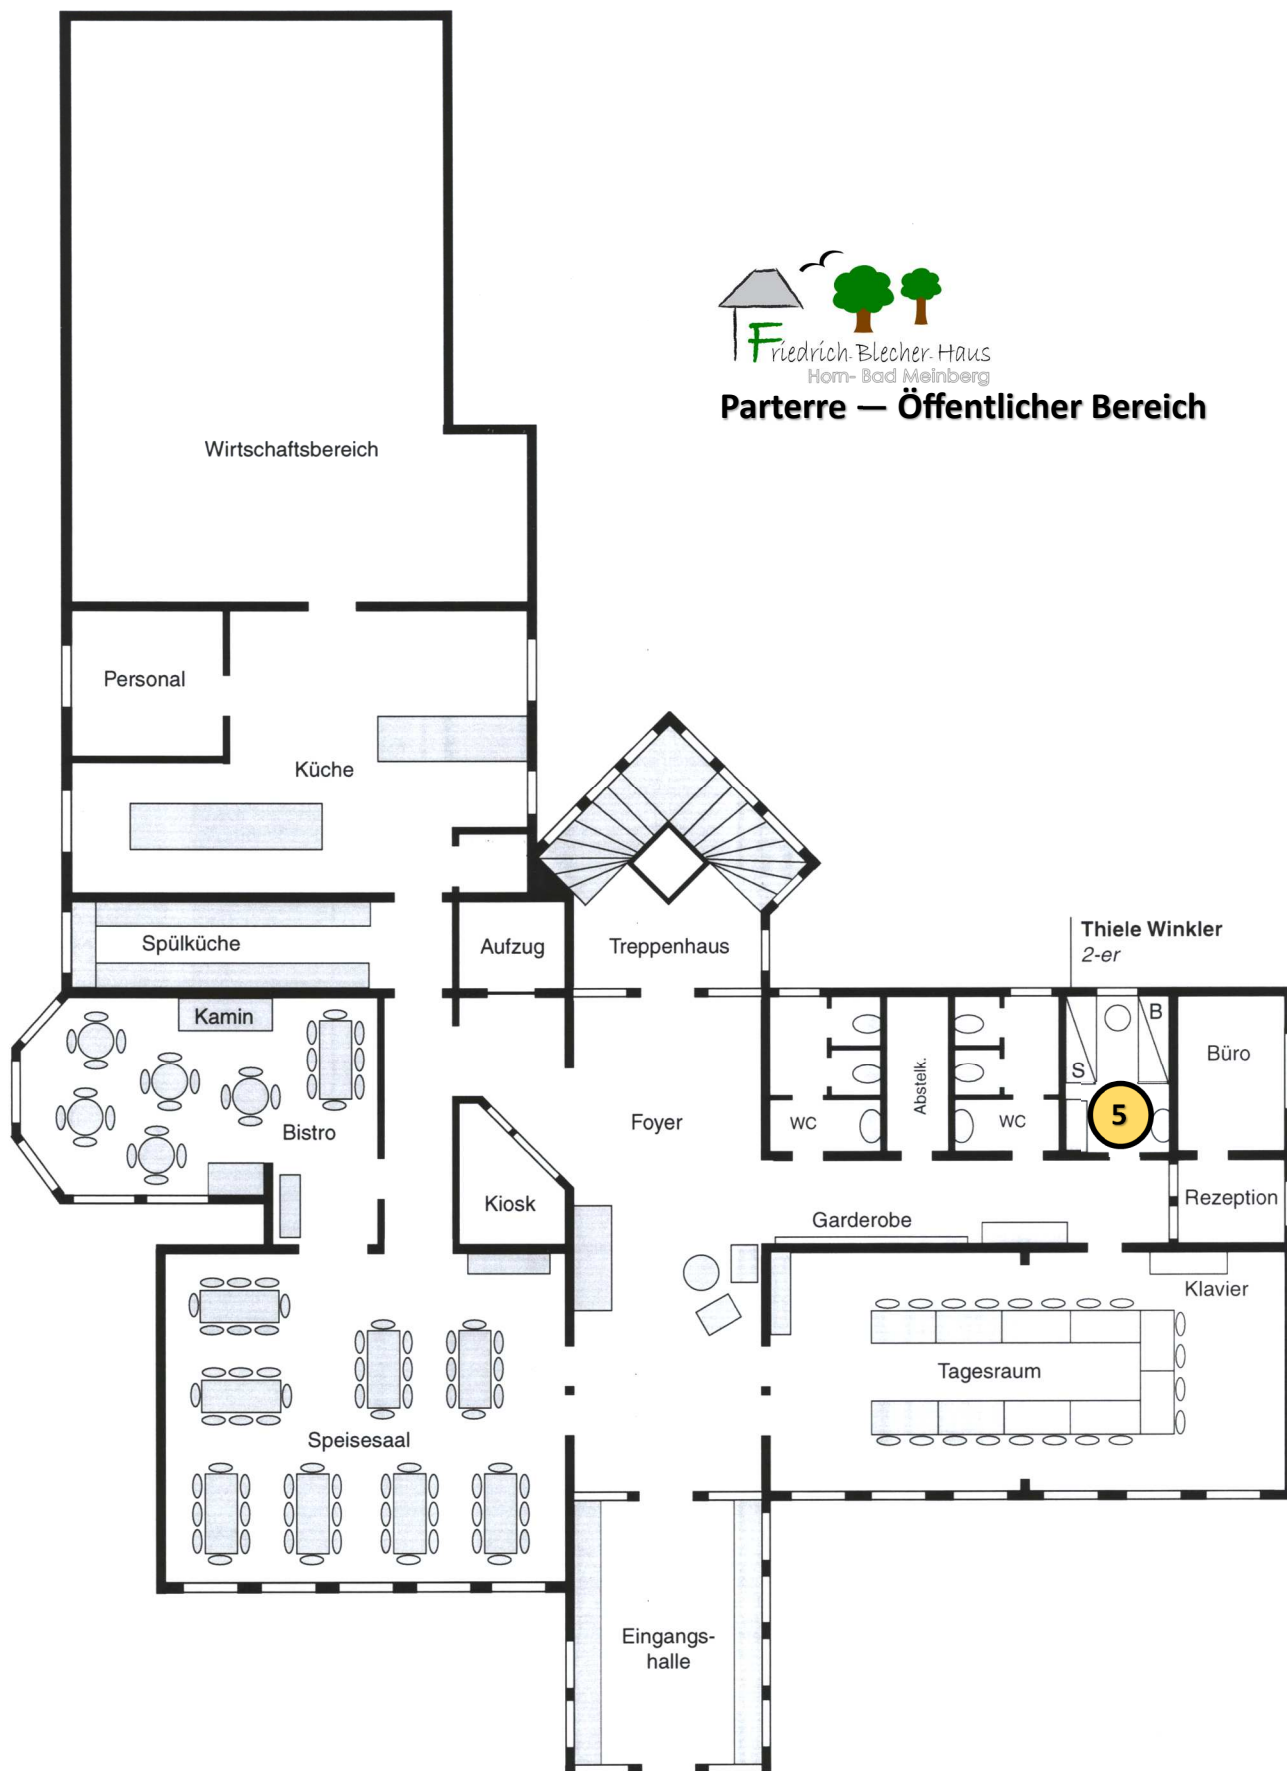 Friedrich-Blecher-Haus
Horn- Bad Meinberg
Parterre — Öffentlicher Bereich
Wirtschaftsbereich
Personal
Küche
Spülküche
Aufzug
Treppenhaus
Thiele Winkler
2-er
Kamin
Bistro
Foyer
Kiosk
WC
Abstelk.
WC
S
B
5
Büro
Rezeption
Garderobe
Klavier
Tagesraum
Speisesaal
Eingangs-
halle